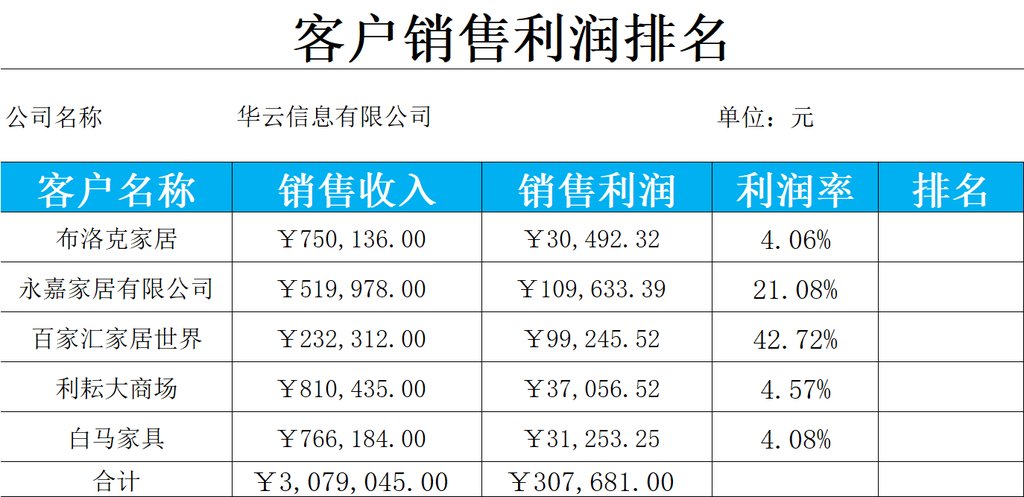 客户销售利润排名
公司名称 华云信息有限公司 单位：元
客户名称 销售收入 销售利润 利润率 排名
布洛克家居 ￥750,136.00 ￥30,492.32 4.06%
永嘉家居有限公司 ￥519,978.00 ￥109,633.39 21.08%
百家汇家居世界 ￥232,312.00 ￥99,245.52 42.72%
利耘大商场 ￥810,435.00 ￥37,056.52 4.57%
白马家具 ￥766,184.00 ￥31,253.25 4.08%
合计 ￥3,079,045.00 ￥307,681.00